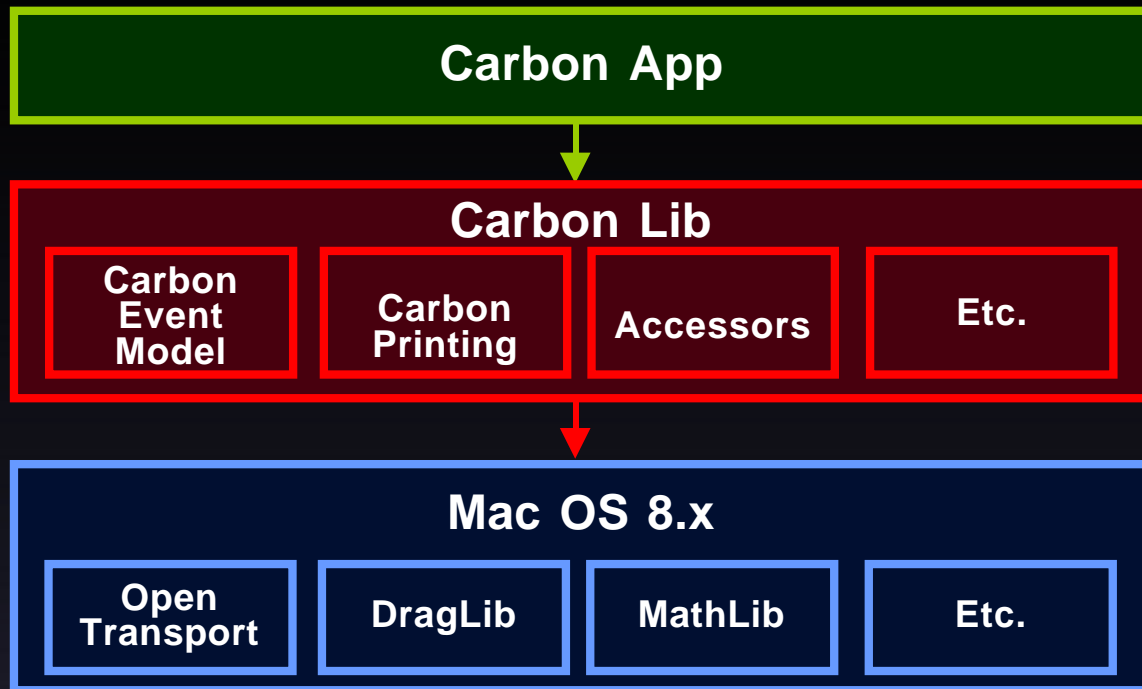 Carbon App
Carbon Lib
Carbon
Event
Model
Carbon
Printing
Accessors
Etc.
Mac OS 8.x
Open
Transport
DragLib
MathLib
Etc.